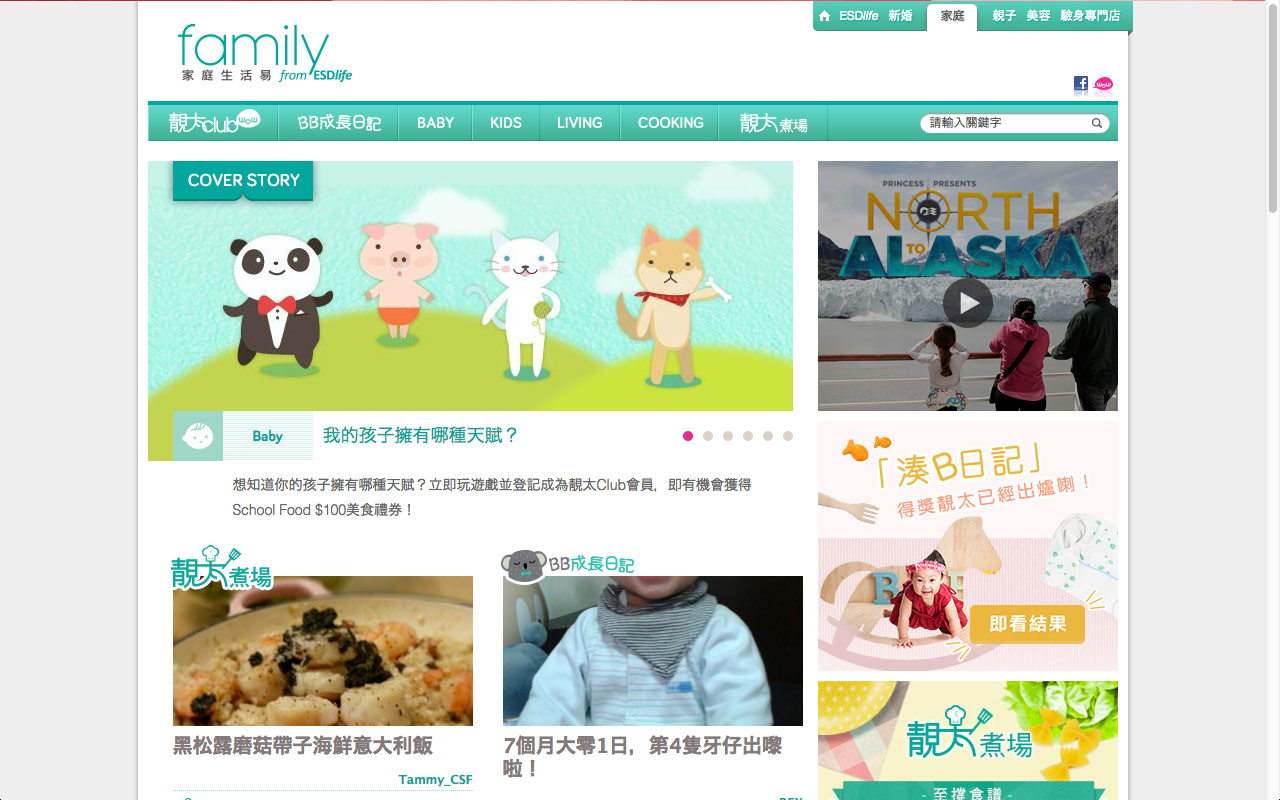 ESDlife 新婚 家庭 親子 美容 驗身專門店
family
家庭生活易 from ESDlife
靚太club wow
BB成長日記
BABY
KIDS
LIVING
COOKING
靚太煮場
請輸入關鍵字
COVER STORY
PRINCESS PRESENTS
NORTH
TO
ALASKA
Baby
我的孩子擁有哪種天賦？
想知道你的孩子擁有哪種天賦？立即玩遊戲並登記成為靚太Club會員，即有機會獲得
School Food $100美食禮券！
「湊B日記」
得獎靚太已經出爐喇！
即看結果
靚太煮場
BB成長日記
黑松露磨菇帶子海鮮意大利飯
Tammy_CSF
7個月大零1日，第4隻牙仔出嚟
啦！
靚太煮場
- 至擇食譜 -